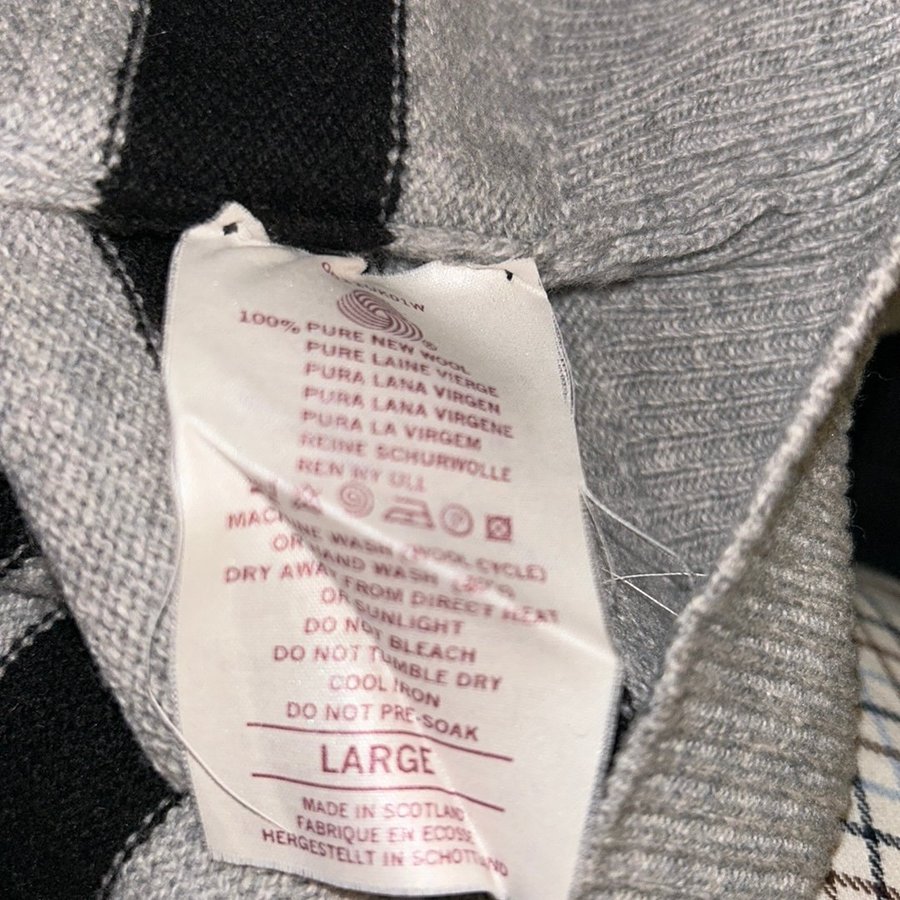 ®
100% PURE NEW WOOL
PURE LAINE VIERGE
PURA LANA VIRGEN
PURA LANA VIRGENE
PURA LA VIRGEM
REINE SCHURWOLLE
REN NY ULL
MACHINE WASH (WOOL CYCLE)
OR HAND WASH
DRY AWAY FROM DIRECT HEAT
OR SUNLIGHT
DO NOT BLEACH
DO NOT TUMBLE DRY
COOL IRON
DO NOT PRE-SOAK
LARGE
MADE IN SCOTLAND
FABRIQUE EN ECOSSE
HERGESTELLT IN SCHOTTLAND